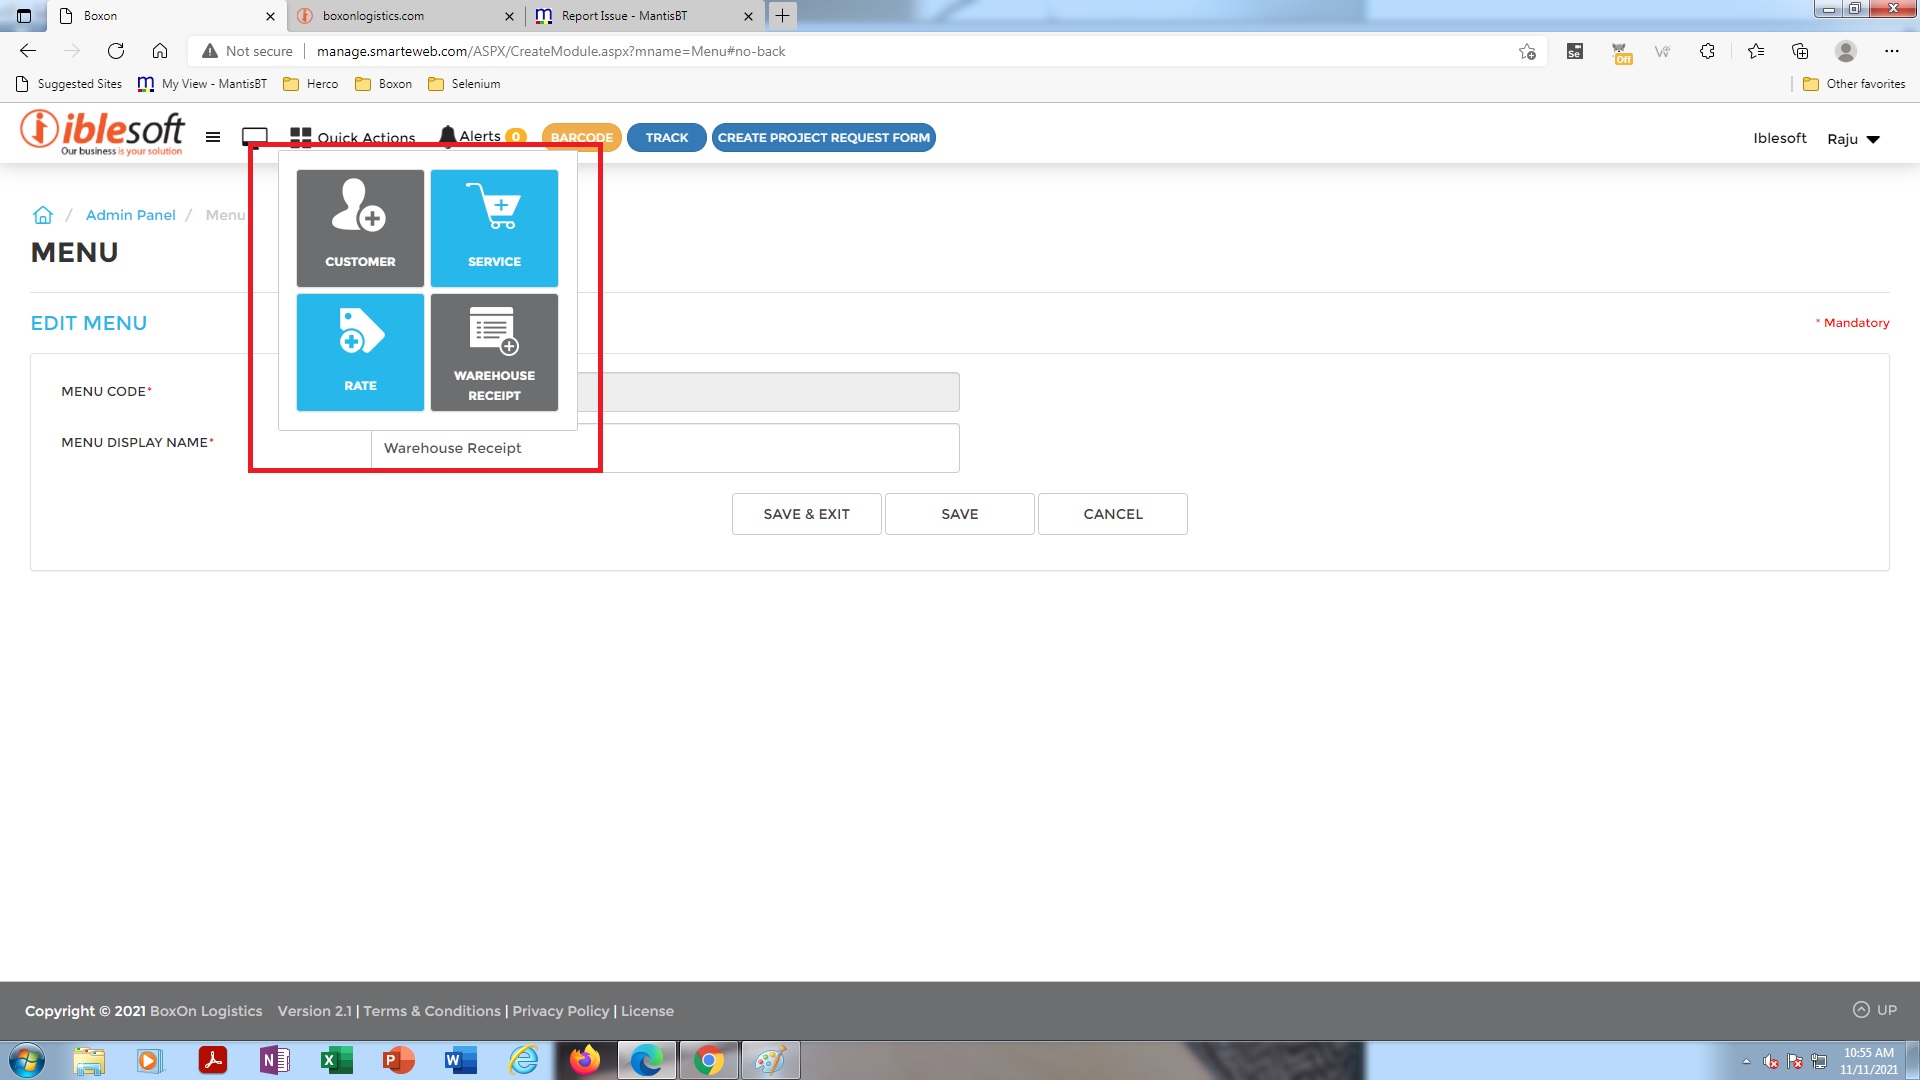 Boxon
boxonlogistics.com
Report Issue - MantisBT
Not secure
manage.smarteweb.com/ASPX/CreateModule.aspx?mname=Menu#no-back
Se
Off
Suggested Sites
My View - MantisBT
Herco
Boxon
Selenium
Other favorites
iblesoft
Our business is your solution
Quick Actions
Alerts 0
BARCODE
TRACK
CREATE PROJECT REQUEST FORM
Iblesoft
Raju
/ Admin Panel / Menu
MENU
CUSTOMER
SERVICE
RATE
WAREHOUSE
RECEIPT
EDIT MENU
* Mandatory
MENU CODE*
MENU DISPLAY NAME*
Warehouse Receipt
SAVE & EXIT
SAVE
CANCEL
Copyright © 2021 BoxOn Logistics Version 2.1 | Terms & Conditions | Privacy Policy | License
UP
10:55 AM
11/11/2021